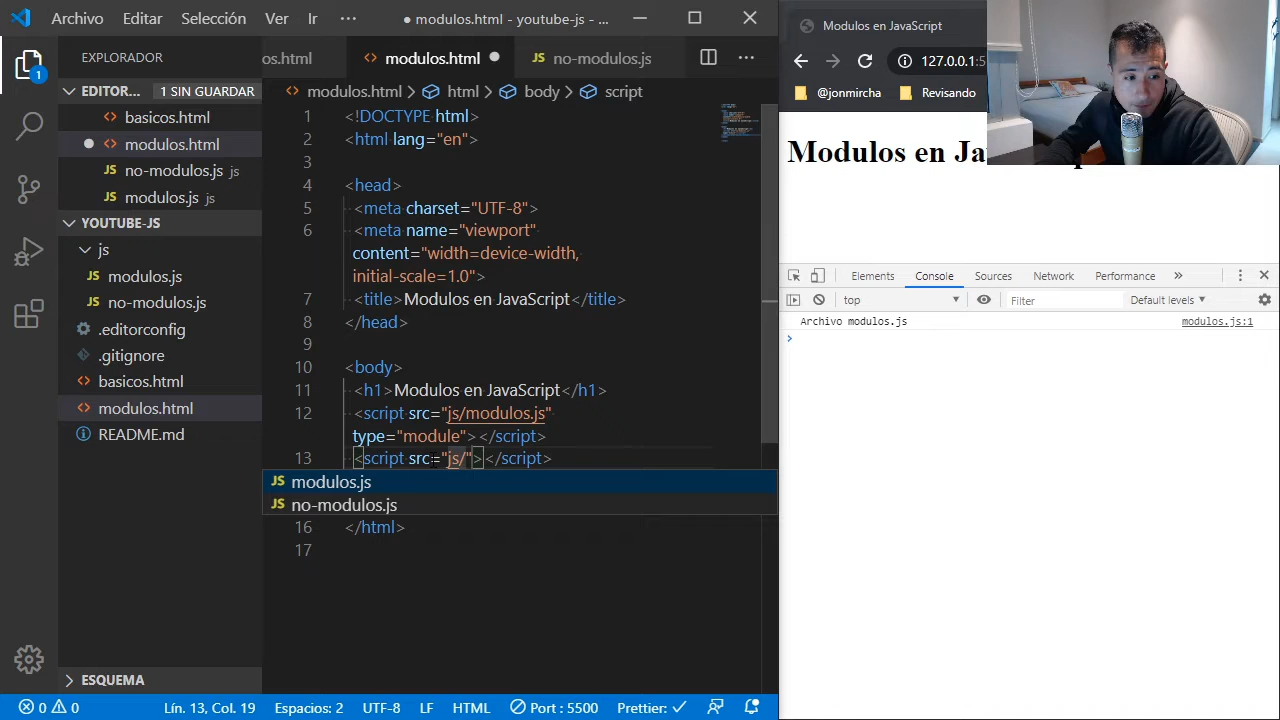 Archivo Editar Selección Ver Ir ··· ● modulos.html - youtube-js - ...
EXPLORADOR
EDITOR... 1 SIN GUARDAR
basicos.html
modulos.html
no-modulos.js js
modulos.js js
YOUTUBE-JS
js
JS modulos.js
JS no-modulos.js
.editorconfig
.gitignore
basicos.html
modulos.html
README.md
ESQUEMA
1
os.html
modulos.html
JS no-modulos.js
modulos.html > html > body > script
1 <!DOCTYPE html>
2 <html lang="en">
3
4 <head>
5 <meta charset="UTF-8">
6 <meta name="viewport"
content="width=device-width,
initial-scale=1.0">
7 <title>Modulos en JavaScript</title>
8 </head>
9
10 <body>
11 <h1>Modulos en JavaScript</h1>
12 <script src="js/modulos.js"
type="module"></script>
13 <script src="js/"></script>
JS modulos.js
JS no-modulos.js
16 </html>
17
0 0 Lín. 13, Col. 19 Espacios: 2 UTF-8 LF HTML Port : 5500 Prettier: ✓
Modulos en JavaScript
127.0.0.1:5
@jonmircha Revisando
Modulos en Ja
Elements Console Sources Network Performance »
top Filter Default levels ▼
Archivo modulos.js modulos.js:1